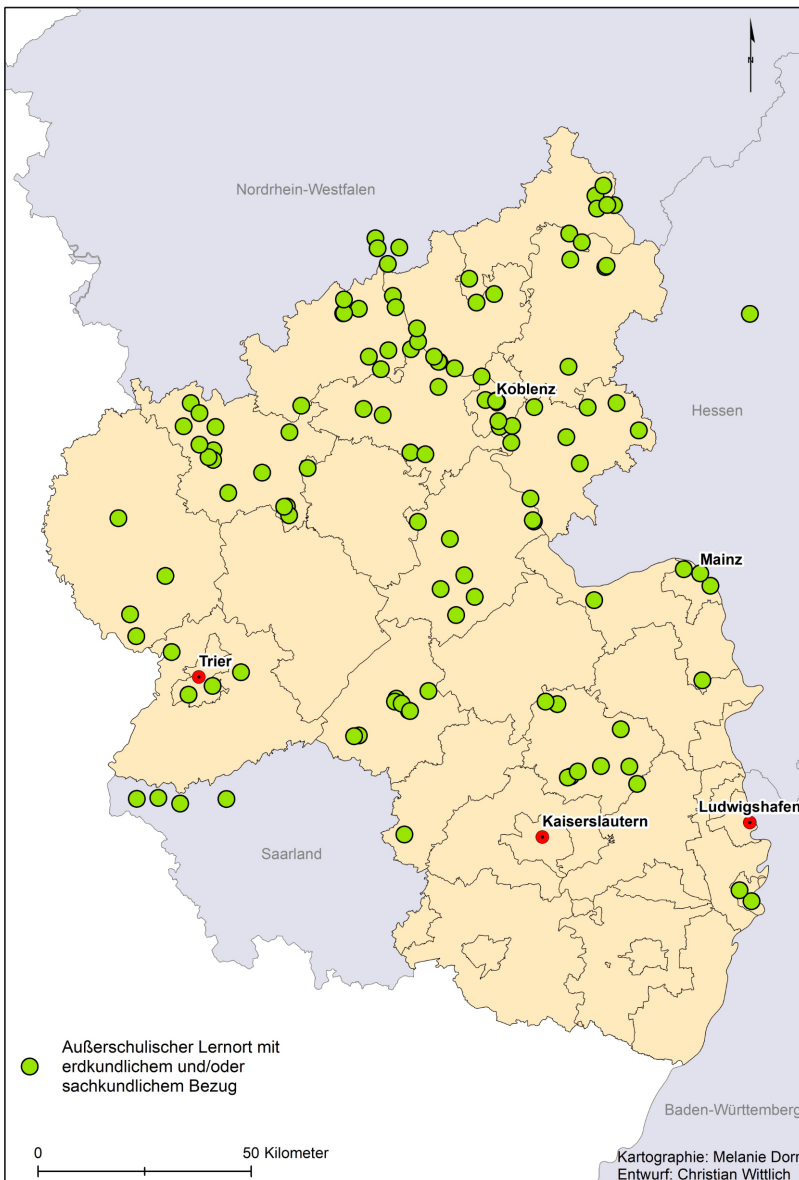 N
Nordrhein-Westfalen
Koblenz
Hessen
Mainz
Trier
Ludwigshafen
Kaiserslautern
Saarland
Außerschulischer Lernort mit
erdkundlichem und/oder
sachkundlichem Bezug
Baden-Württemberg
0 50 Kilometer
Kartographie: Melanie Dorn
Entwurf: Christian Wittlich